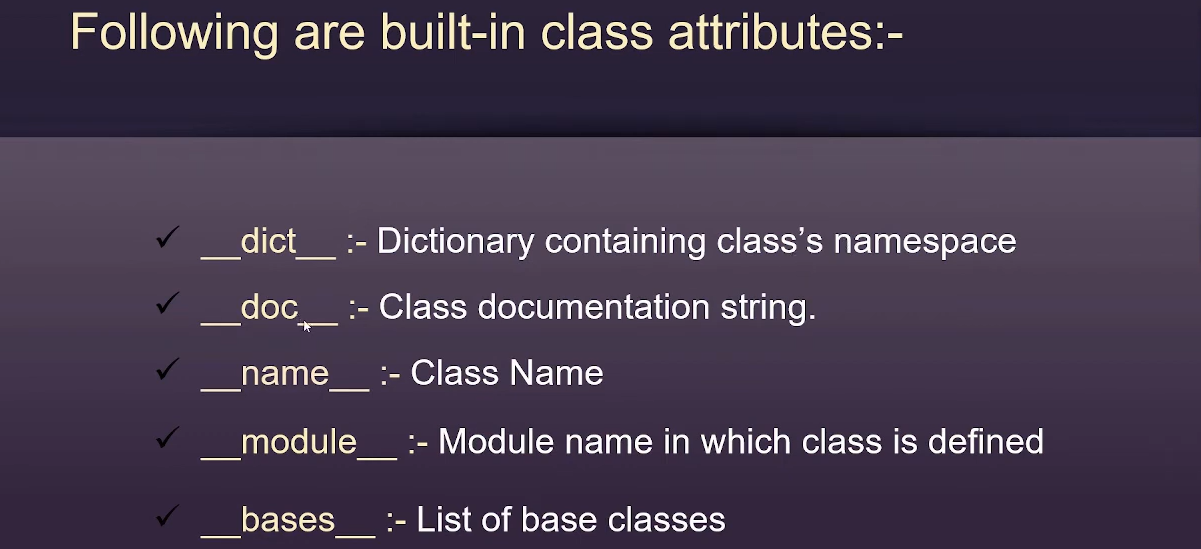 Following are built-in class attributes:-
✓ __dict__ :- Dictionary containing class’s namespace
✓ __doc__ :- Class documentation string.
✓ __name__ :- Class Name
✓ __module__ :- Module name in which class is defined
✓ __bases__ :- List of base classes